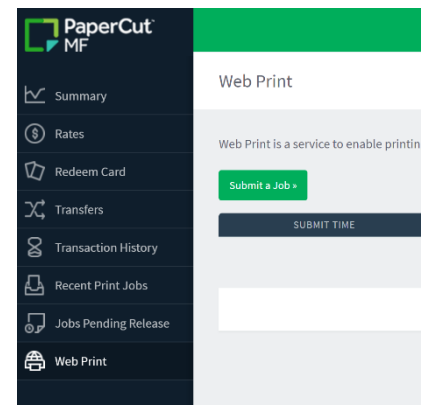 PaperCut
MF
Summary
Rates
Redeem Card
Transfers
Transaction History
Recent Print Jobs
Jobs Pending Release
Web Print
Web Print
Web Print is a service to enable printin
Submit a Job »
SUBMIT TIME